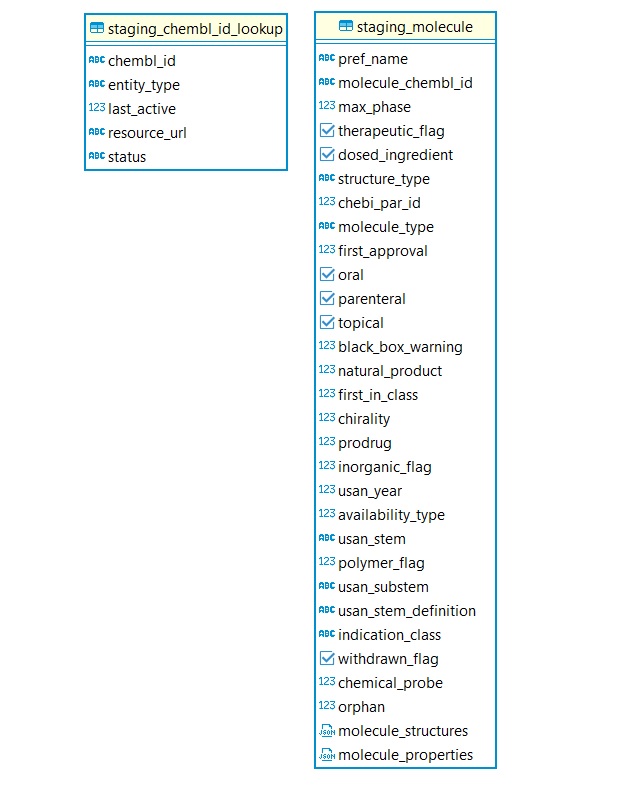 staging_chembl_id_lookup
ABC chembl_id
ABC entity_type
123 last_active
ABC resource_url
ABC status
staging_molecule
ABC pref_name
ABC molecule_chembl_id
123 max_phase
therapeutic_flag
dosed_ingredient
ABC structure_type
123 chebi_par_id
ABC molecule_type
123 first_approval
oral
parenteral
topical
123 black_box_warning
123 natural_product
123 first_in_class
123 chirality
123 prodrug
123 inorganic_flag
123 usan_year
123 availability_type
ABC usan_stem
123 polymer_flag
ABC usan_substem
ABC usan_stem_definition
ABC indication_class
withdrawn_flag
123 chemical_probe
123 orphan
JSON molecule_structures
JSON molecule_properties